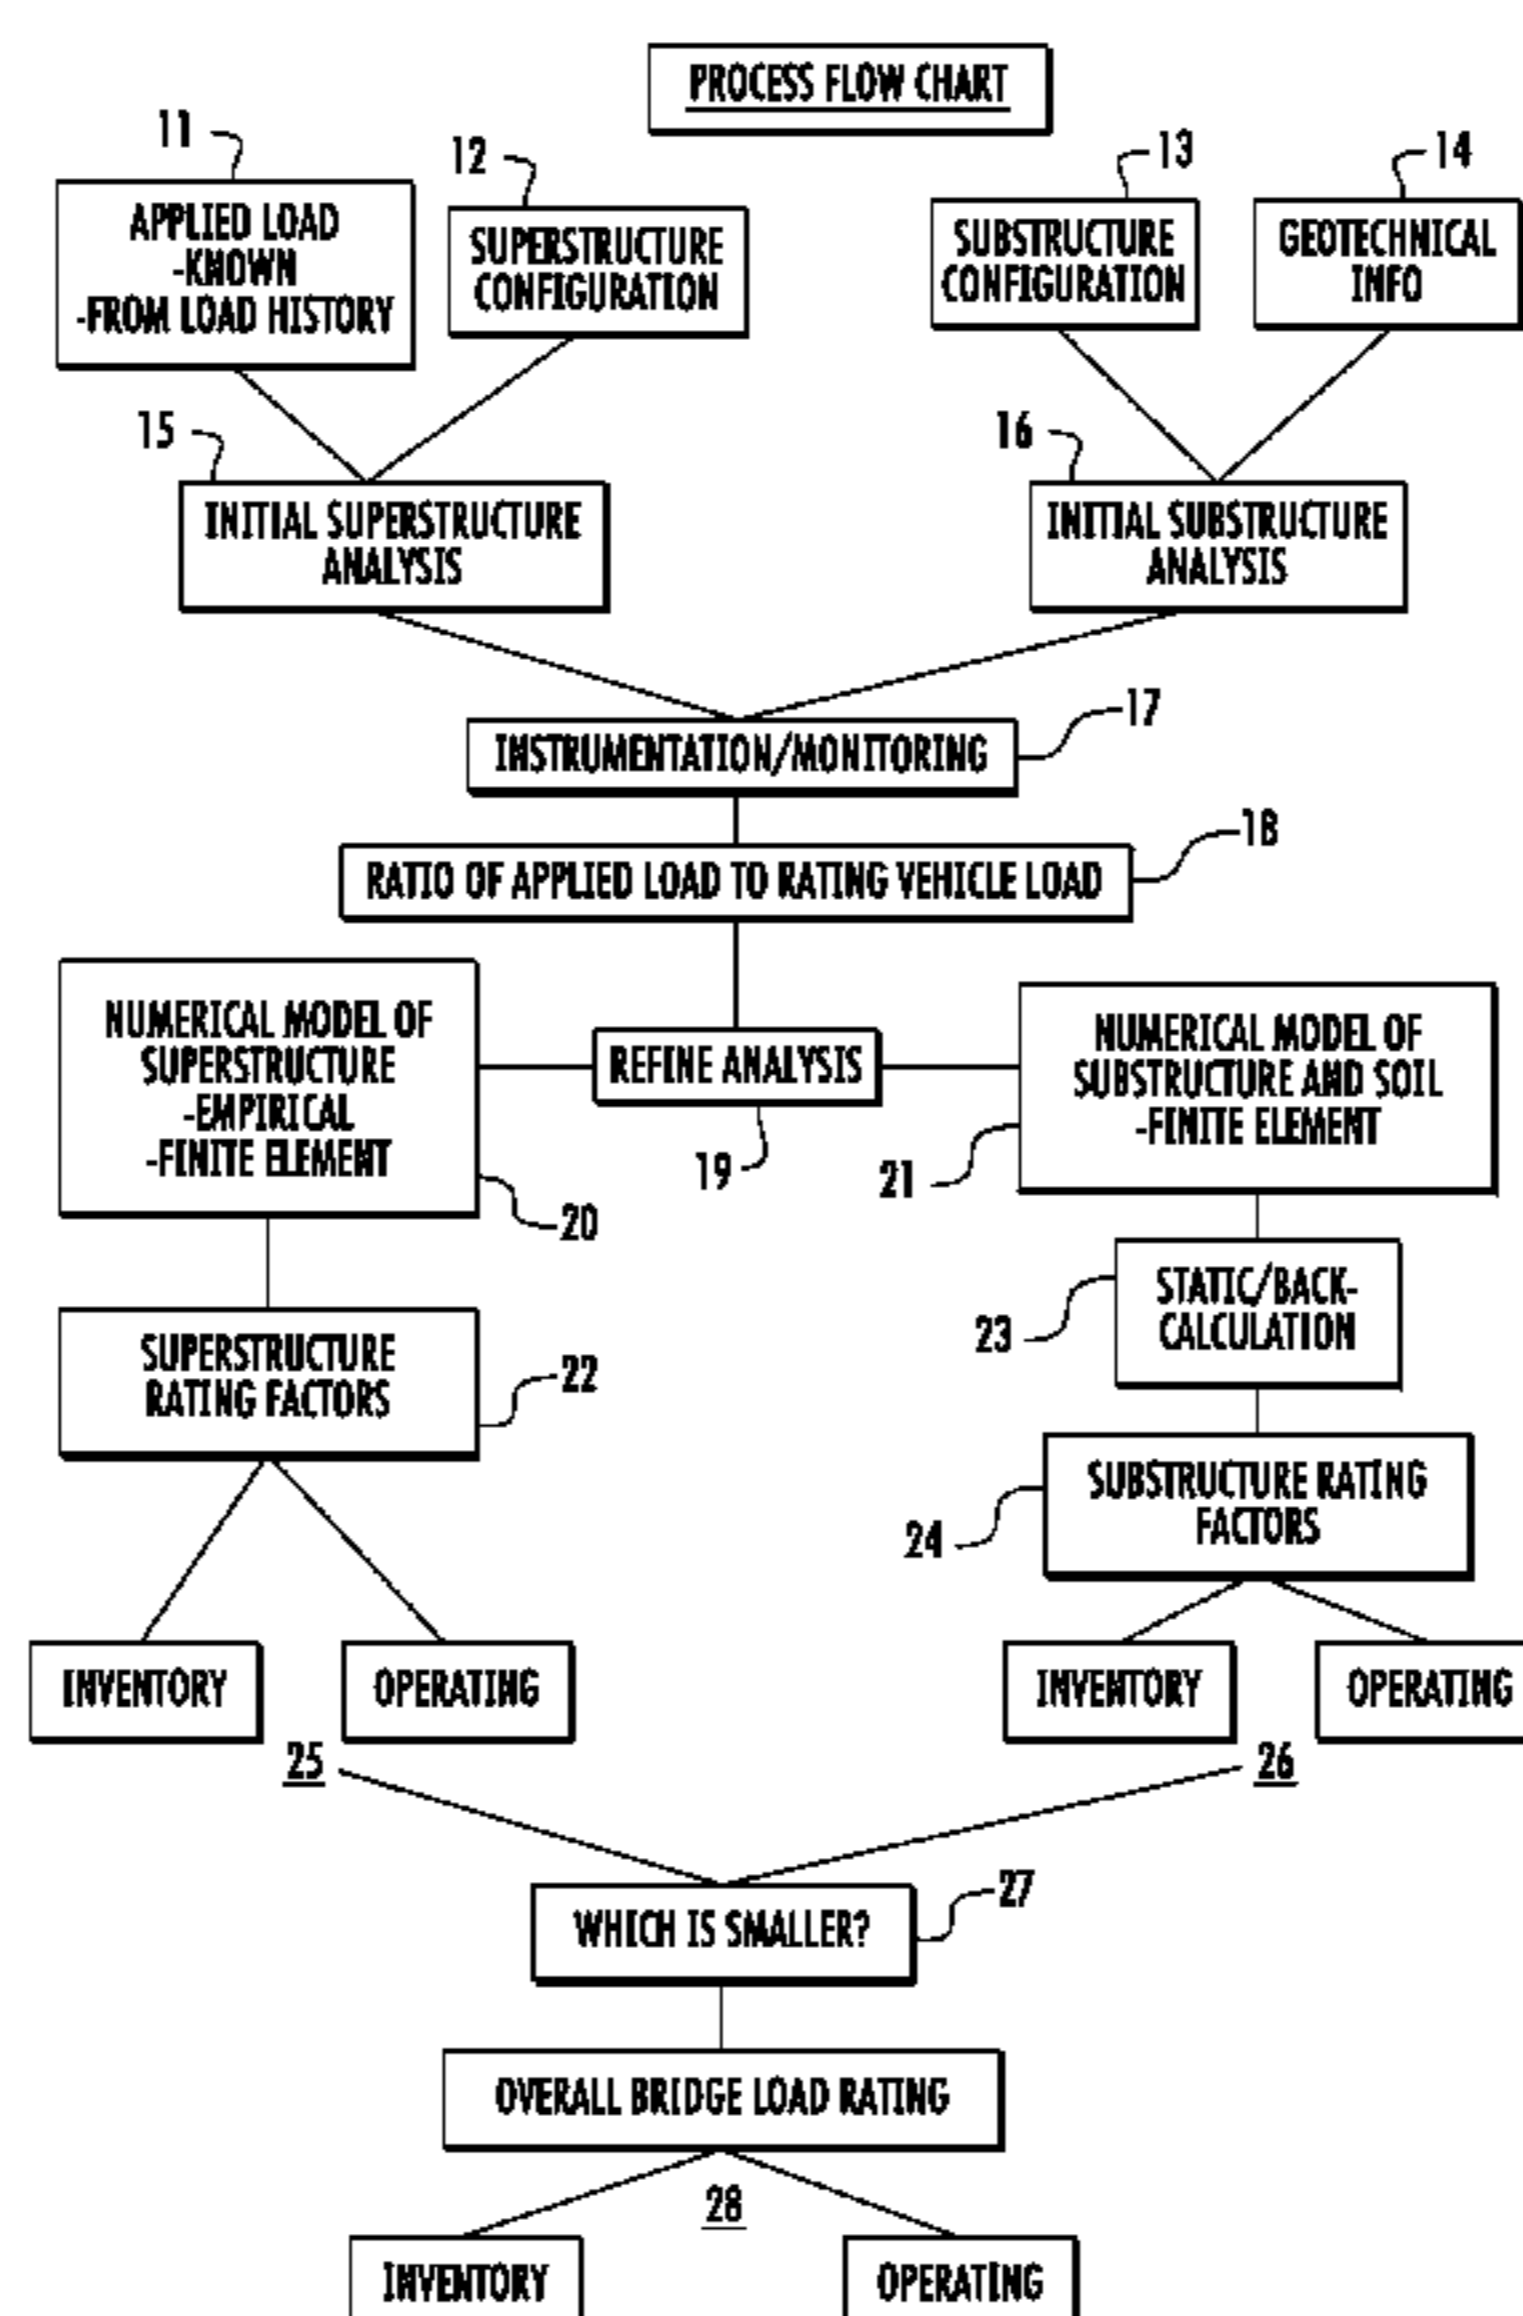 PROCESS FLOW CHART
11
12
13
14
APPLIED LOAD
-KNOWN
-FROM LOAD HISTORY
SUPERSTRUCTURE
CONFIGURATION
SUBSTRUCTURE
CONFIGURATION
GEOTECHNICAL
INFO
15
16
INITIAL SUPERSTRUCTURE
ANALYSIS
INITIAL SUBSTRUCTURE
ANALYSIS
17
INSTRUMENTATION/MONITORING
18
RATIO OF APPLIED LOAD TO RATING VEHICLE LOAD
NUMERICAL MODEL OF
SUPERSTRUCTURE
-EMPIRICAL
-FINITE ELEMENT
REFINE ANALYSIS
NUMERICAL MODEL OF
SUBSTRUCTURE AND SOIL
-FINITE ELEMENT
19
21
20
STATIC/BACK-
CALCULATION
23
SUPERSTRUCTURE
RATING FACTORS
22
SUBSTRUCTURE RATING
FACTORS
24
INVENTORY
OPERATING
INVENTORY
OPERATING
25
26
27
WHICH IS SMALLER?
OVERALL BRIDGE LOAD RATING
28
INVENTORY
OPERATING